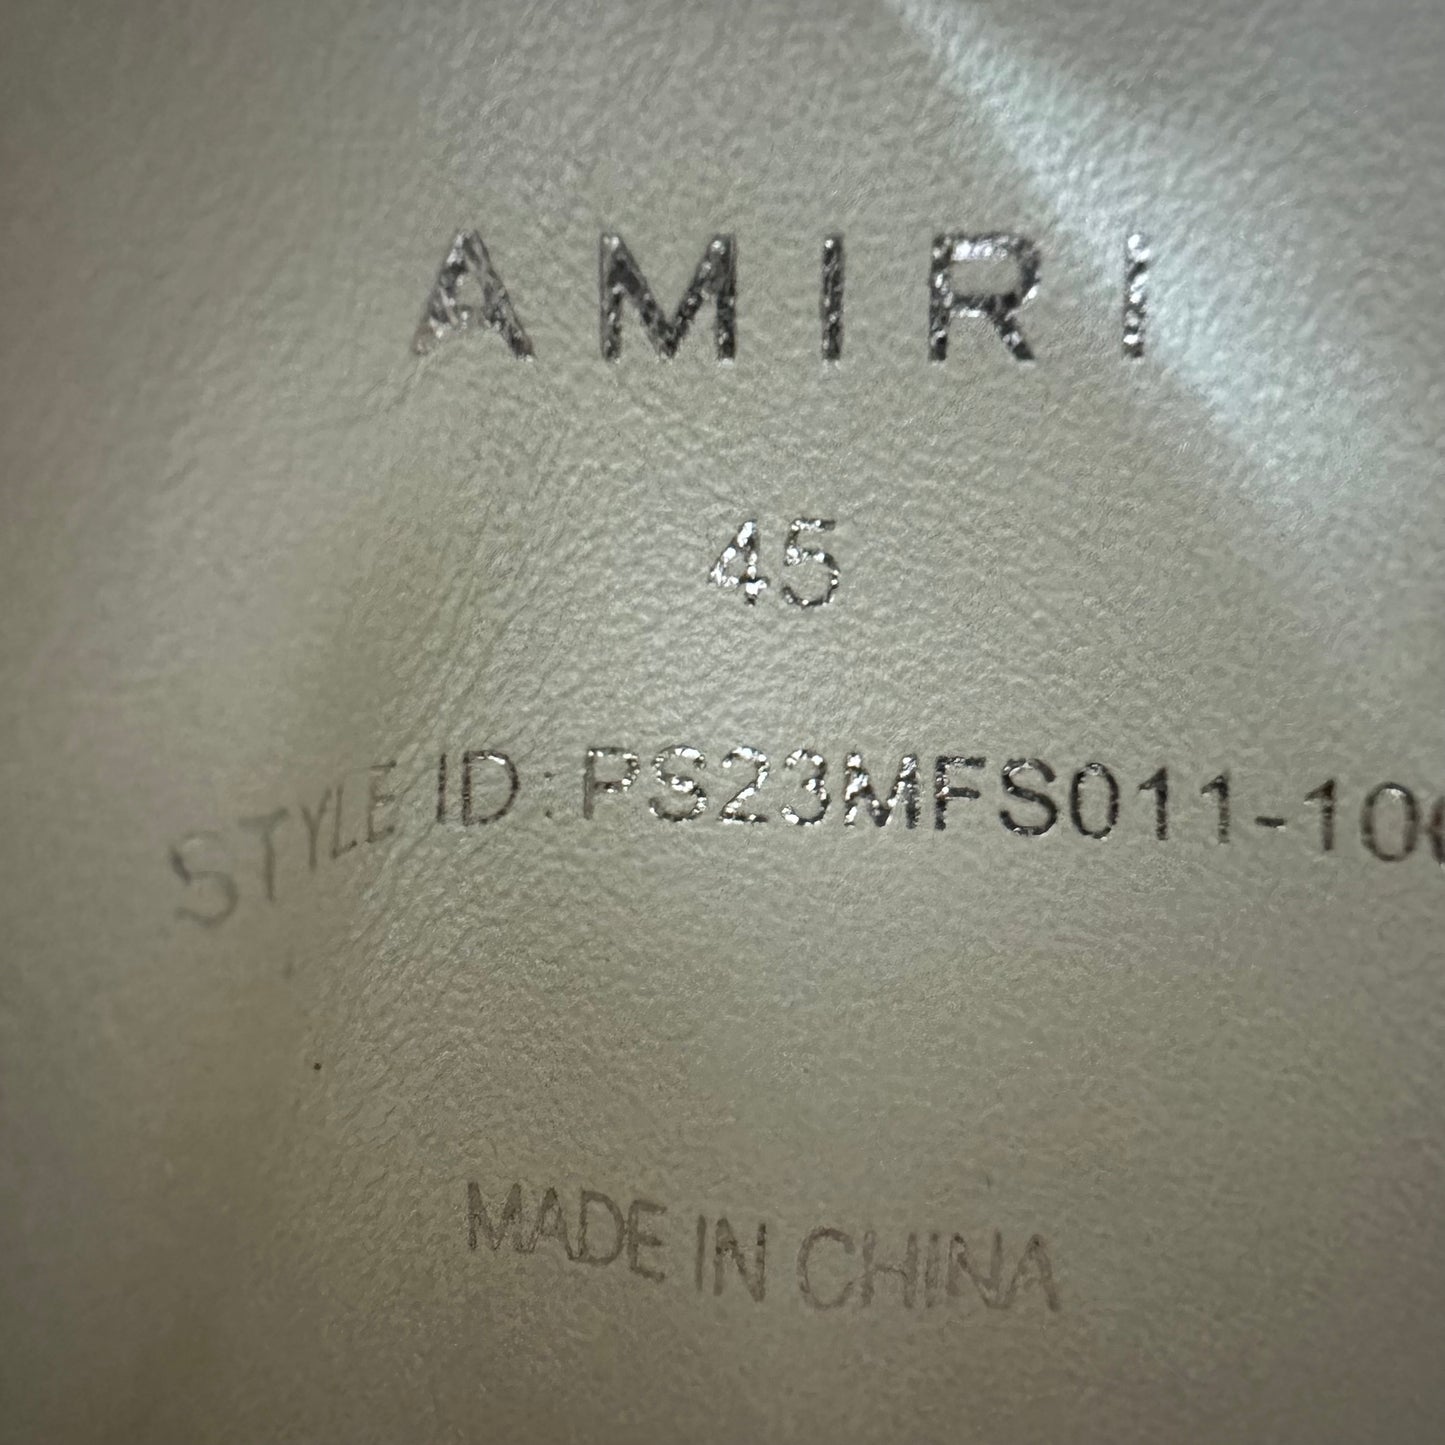 AMIRI
45
STYLE ID: PS23MFS011-10
MADE IN CHINA